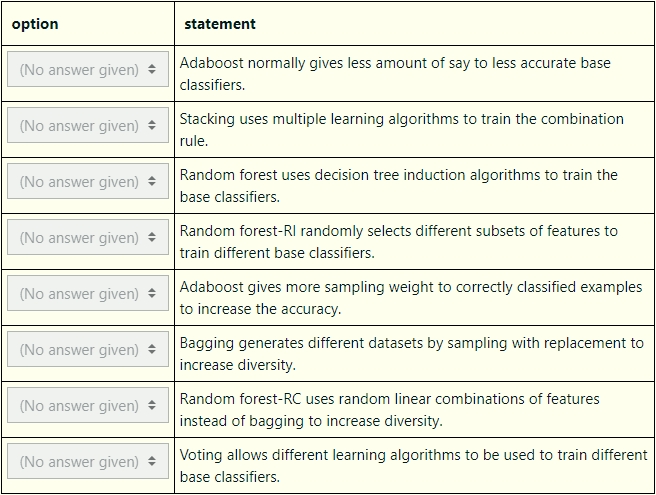 option statement
(No answer given) Adaboost normally gives less amount of say to less accurate base
classifiers.
(No answer given) Stacking uses multiple learning algorithms to train the combination
rule.
(No answer given) Random forest uses decision tree induction algorithms to train the
base classifiers.
(No answer given) Random forest-RI randomly selects different subsets of features to
train different base classifiers.
(No answer given) Adaboost gives more sampling weight to correctly classified examples
to increase the accuracy.
(No answer given) Bagging generates different datasets by sampling with replacement to
increase diversity.
(No answer given) Random forest-RC uses random linear combinations of features
instead of bagging to increase diversity.
(No answer given) Voting allows different learning algorithms to be used to train different
base classifiers.